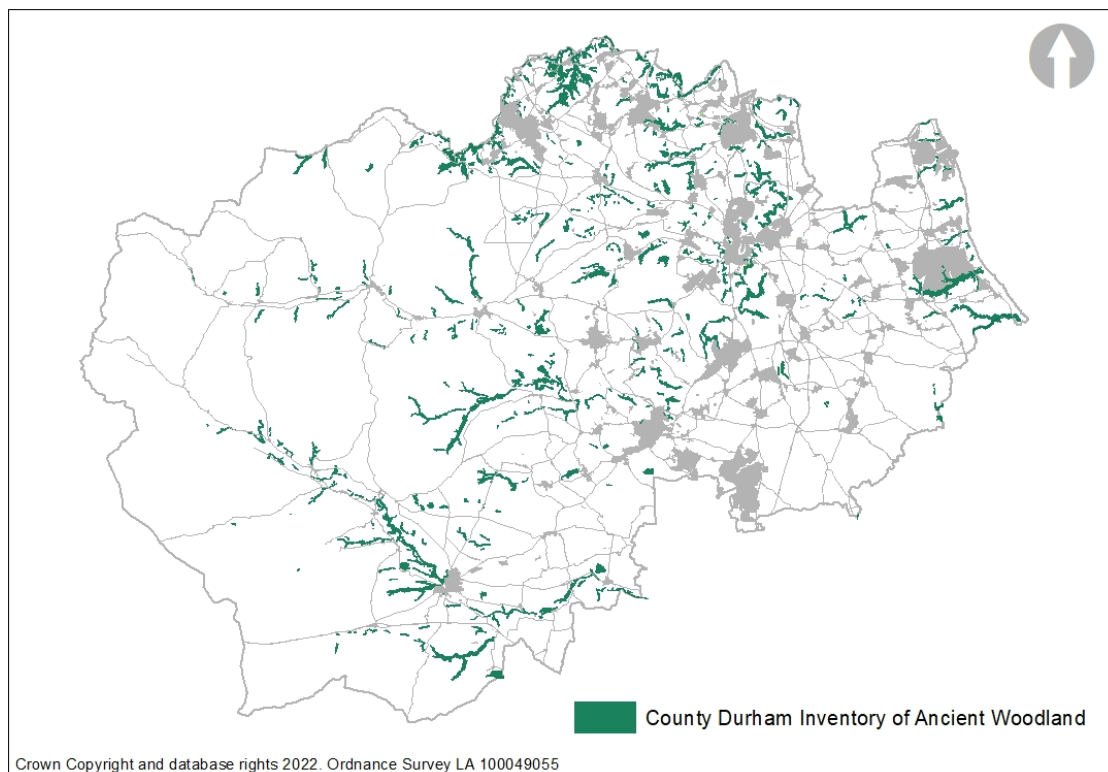 County Durham Inventory of Ancient Woodland
Crown Copyright and database rights 2022. Ordnance Survey LA 100049055